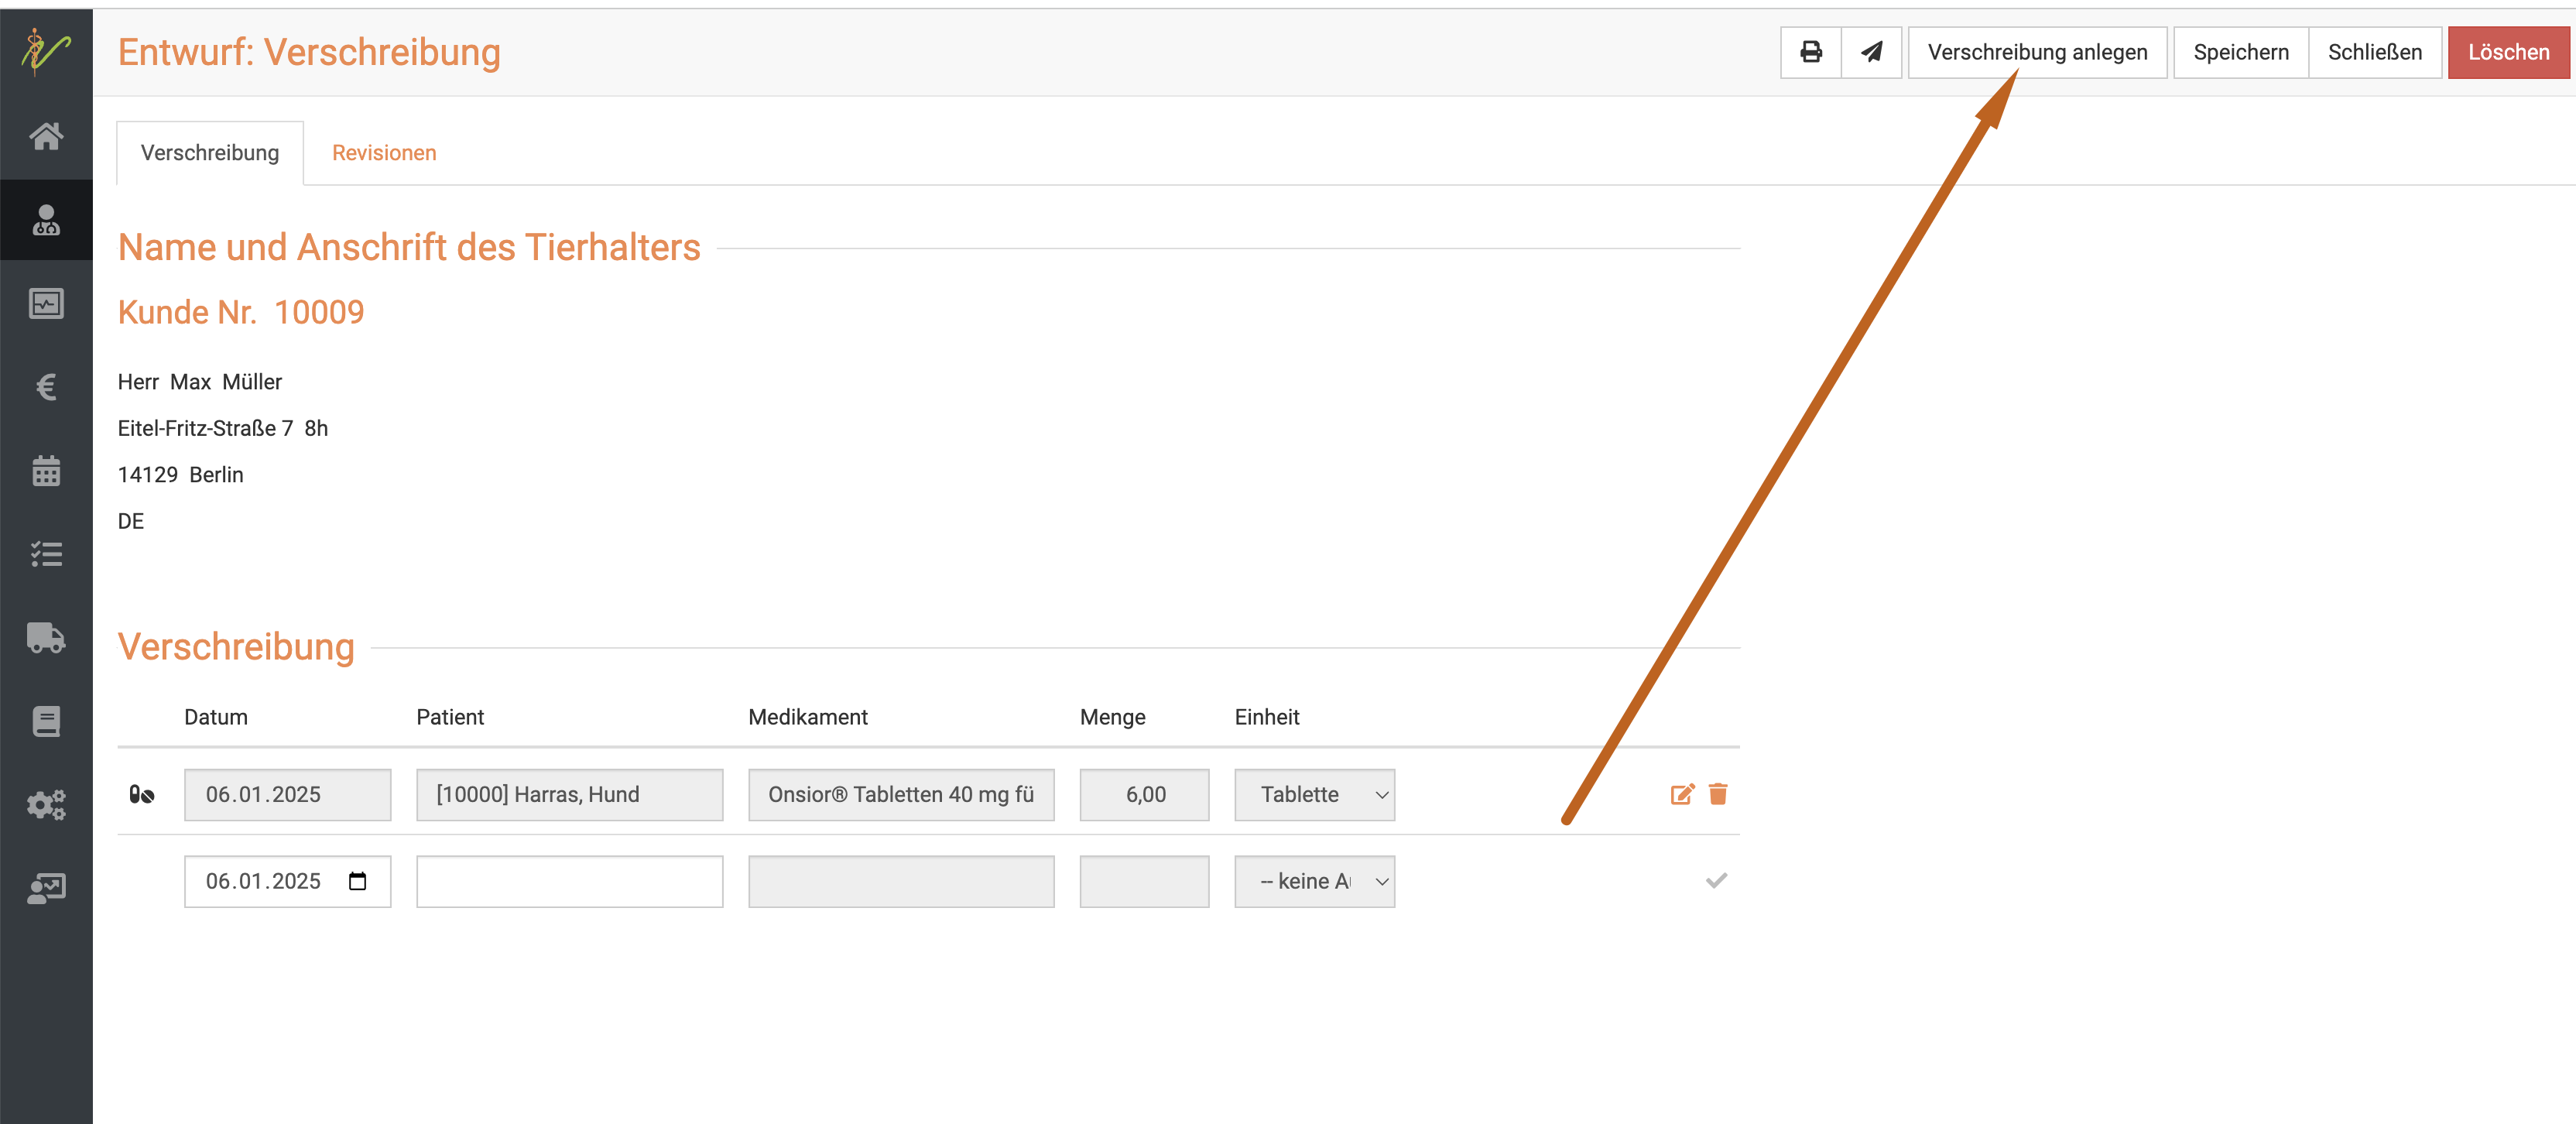 Entwurf: Verschreibung
Verschreibung anlegen
Speichern
Schließen
Löschen
Verschreibung
Revisionen
Name und Anschrift des Tierhalters
Kunde Nr. 10009
Herr Max Müller
Eitel-Fritz-Straße 7 8h
14129 Berlin
DE
Verschreibung
Datum Patient Medikament Menge Einheit
06.01.2025 [10000] Harras, Hund Onsior® Tabletten 40 mg fü 6,00 Tablette
06.01.2025 -- keine Au